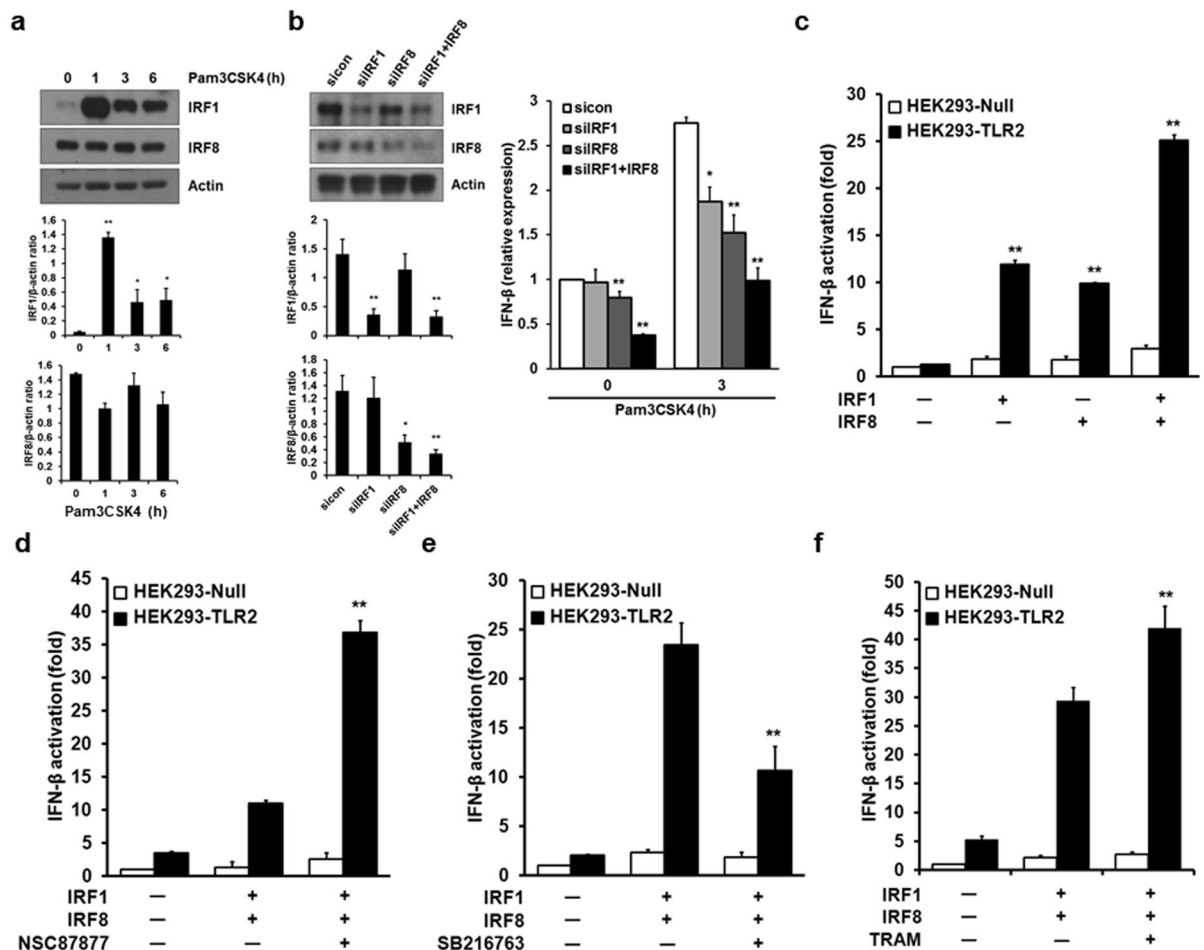 a
0 1 3 6 Pam3CSK4 (h)
IRF1
IRF8
Actin
IRF1/β-actin ratio
1.6
1.4
1.2
1
0.8
0.6
0.4
0.2
0
**
*
*
0 1 3 6
IRF8/β-actin ratio
1.6
1.4
1.2
1
0.8
0.6
0.4
0.2
0
0 1 3 6
Pam3CSK4 (h)
b
sicon siIRF1 siIRF8 siIRF1+IRF8
IRF1
IRF8
Actin
IRF1/β-actin ratio
2
1.5
1
0.5
0
**
**
IRF8/β-actin ratio
1.8
1.6
1.4
1.2
1
0.8
0.6
0.4
0.2
0
*
**
sicon siIRF1 siIRF8 siIRF1+IRF8
IFN-β (relative expression)
3
2.5
2
1.5
1
0.5
0
sicon
siIRF1
siIRF8
siIRF1+IRF8
**
**
*
**
**
0 3
Pam3CSK4 (h)
c
IFN-β activation (fold)
30
25
20
15
10
5
0
HEK293-Null
HEK293-TLR2
**
**
**
IRF1 — + — +
IRF8 — — + +
d
IFN-β activation (fold)
45
40
35
30
25
20
15
10
5
0
HEK293-Null
HEK293-TLR2
**
IRF1 — + +
IRF8 — + +
NSC87877 — — +
e
IFN-β activation (fold)
30
25
20
15
10
5
0
HEK293-Null
HEK293-TLR2
**
IRF1 — + +
IRF8 — + +
SB216763 — — +
f
IFN-β activation (fold)
50
45
40
35
30
25
20
15
10
5
0
HEK293-Null
HEK293-TLR2
**
IRF1 — + +
IRF8 — + +
TRAM — — +